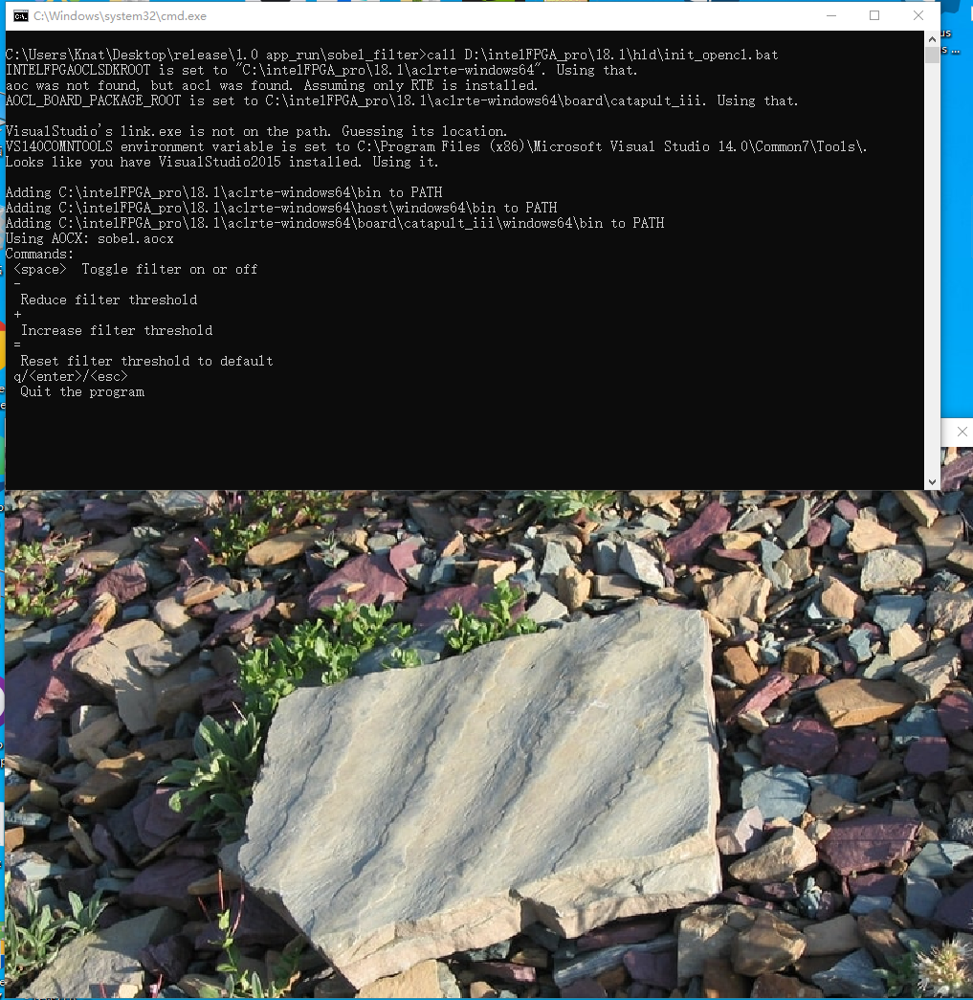 C:\Windows\system32\cmd.exe
C:\Users\Knat\Desktop\release\1.0 app_run\sobel_filter>call D:\intelFPGA_pro\18.1\hld\init_opencl.bat
INTELFPGAOCLSDKROOT is set to "C:\intelFPGA_pro\18.1\aclrte-windows64". Using that.
aoc was not found, but aocl was found. Assuming only RTE is installed.
AOCL_BOARD_PACKAGE_ROOT is set to C:\intelFPGA_pro\18.1\aclrte-windows64\board\catapult_iii. Using that.
VisualStudio's link.exe is not on the path. Guessing its location.
VS140COMNTOOLS environment variable is set to C:\Program Files (x86)\Microsoft Visual Studio 14.0\Common7\Tools\.
Looks like you have VisualStudio2015 installed. Using it.
Adding C:\intelFPGA_pro\18.1\aclrte-windows64\bin to PATH
Adding C:\intelFPGA_pro\18.1\aclrte-windows64\host\windows64\bin to PATH
Adding C:\intelFPGA_pro\18.1\aclrte-windows64\board\catapult_iii\windows64\bin to PATH
Using AOCX: sobel.aocx
Commands:
<space>  Toggle filter on or off
-
Reduce filter threshold
+
Increase filter threshold
=
Reset filter threshold to default
q/<enter>/<esc>
Quit the program